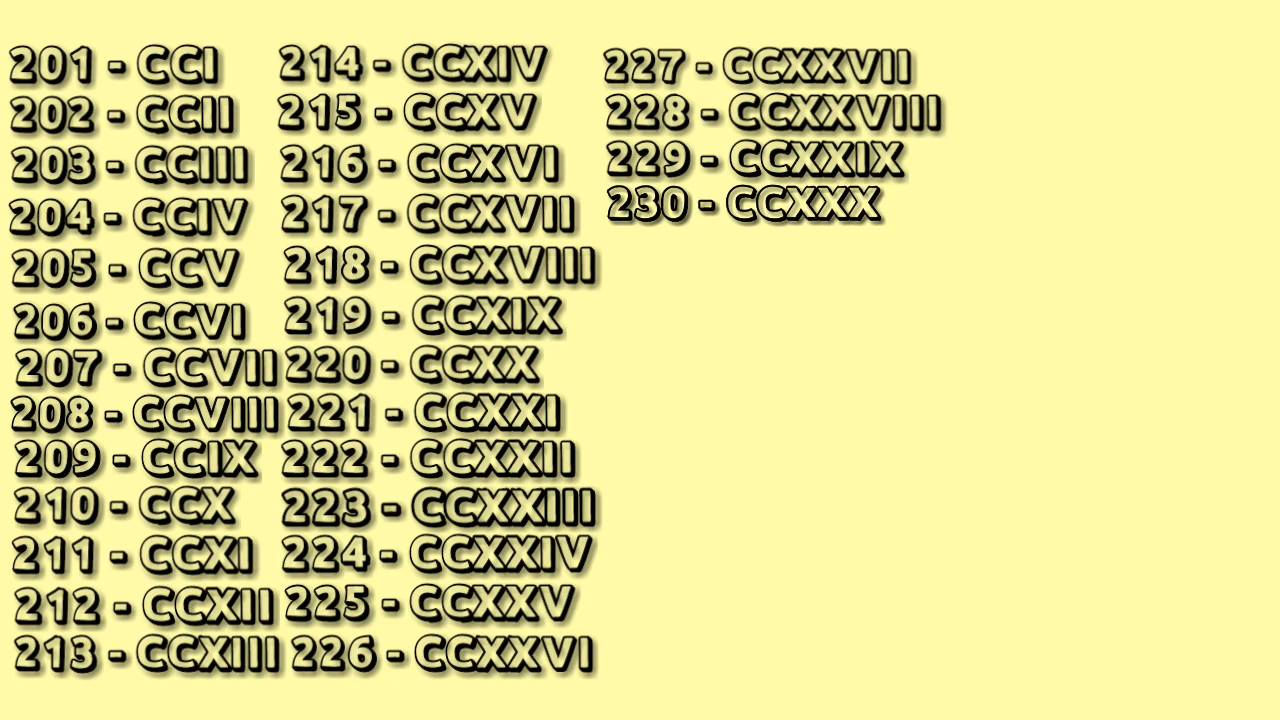 201 - CCI
202 - CCII
203 - CCIII
204 - CCIV
205 - CCV
206 - CCVI
207 - CCVII
208 - CCVIII
209 - CCIX
210 - CCX
211 - CCXI
212 - CCXII
213 - CCXIII
214 - CCXIV
215 - CCXV
216 - CCXVI
217 - CCXVII
218 - CCXVIII
219 - CCXIX
220 - CCXX
221 - CCXXI
222 - CCXXII
223 - CCXXIII
224 - CCXXIV
225 - CCXXV
226 - CCXXVI
227 - CCXXVII
228 - CCXXVIII
229 - CCXXIX
230 - CCXXX